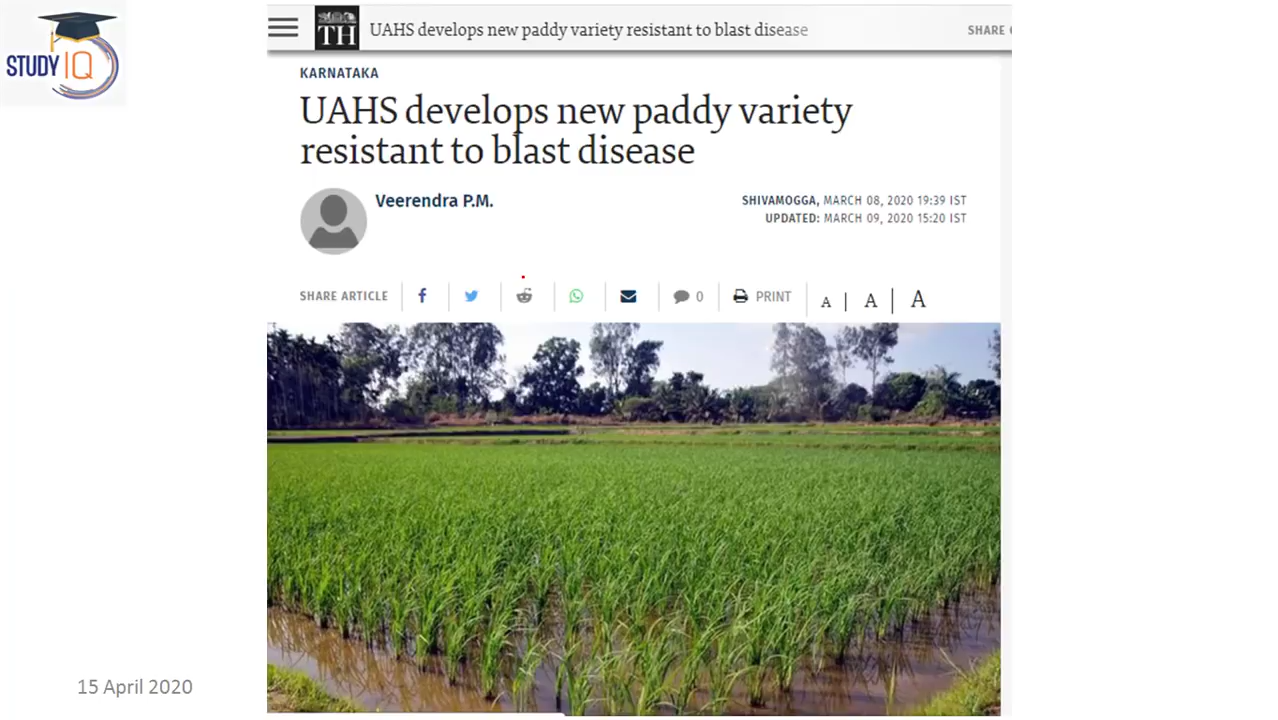 STUDY IQ
TH
UAHS develops new paddy variety resistant to blast disease
SHARE
KARNATAKA
UAHS develops new paddy variety
resistant to blast disease
Veerendra P.M.
SHIVAMOGGA, MARCH 08, 2020 19:39 IST
UPDATED: MARCH 09, 2020 15:20 IST
SHARE ARTICLE
0
PRINT
A | A | A
15 April 2020